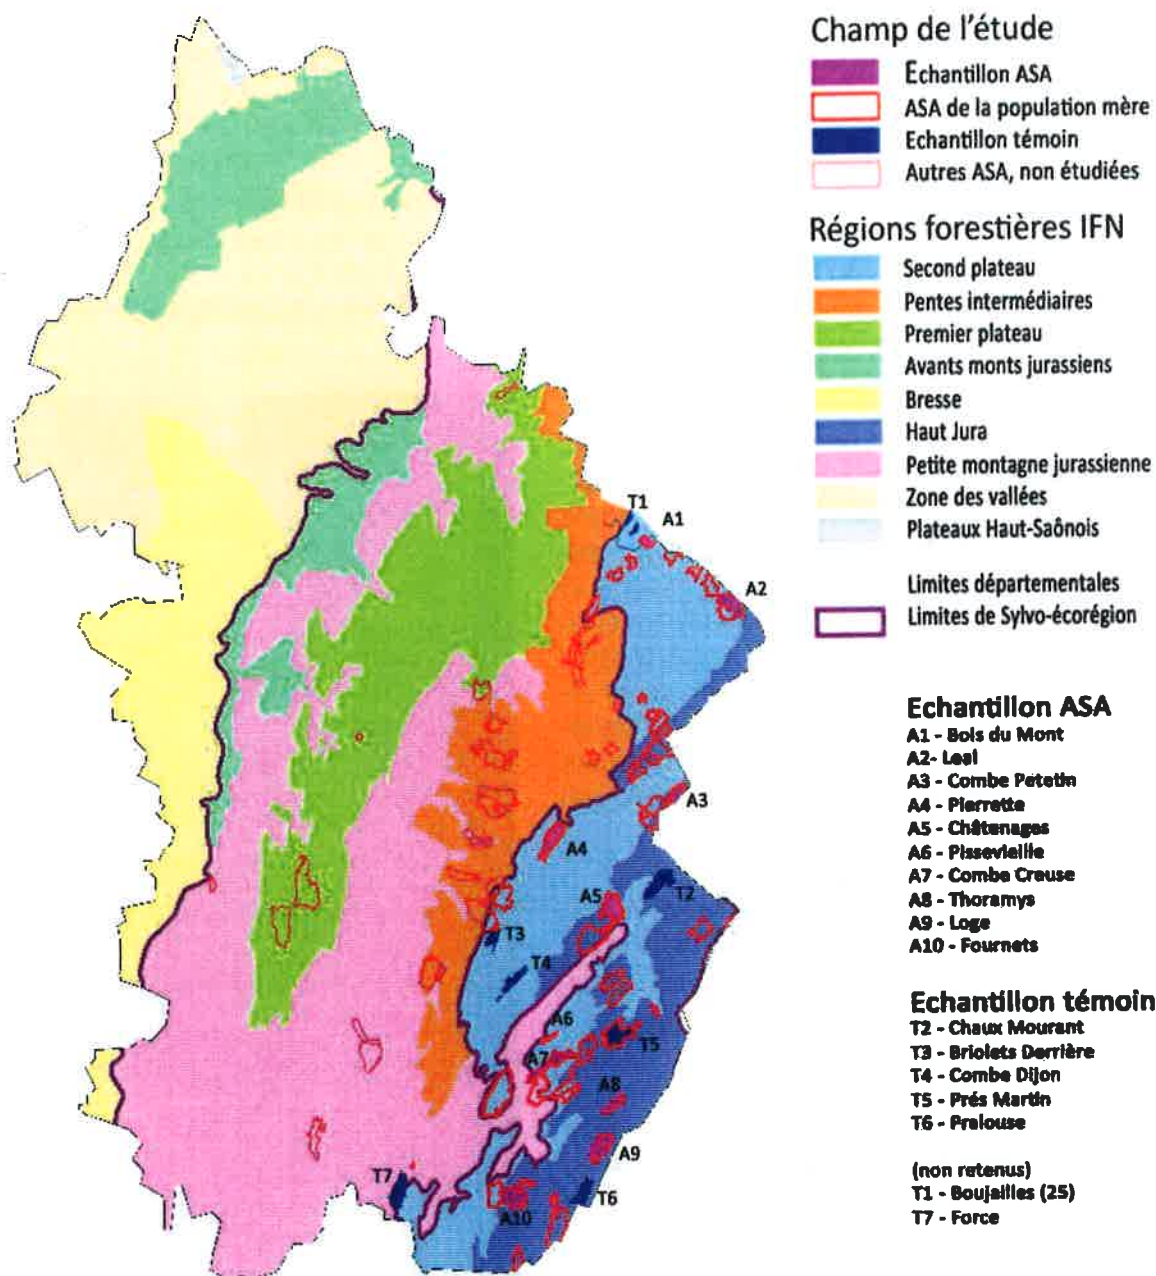 Champ de l'étude
Echantillon ASA
ASA de la population mère
Echantillon témoin
Autres ASA, non étudiées
Régions forestières IFN
Second plateau
Pentes intermédiaires
Premier plateau
Avants monts jurassiens
Bresse
Haut Jura
Petite montagne jurassienne
Zone des vallées
Plateaux Haut-Saônois
Limites départementales
Limites de Sylvo-écorégion
Echantillon ASA
A1 - Bois du Mont
A2- Leal
A3 - Combe Petetin
A4 - Pierrette
A5 - Châtenages
A6 - Pissevieille
A7 - Combe Creuse
A8 - Thoramys
A9 - Loge
A10 - Fournets
Echantillon témoin
T2 - Chaux Mourant
T3 - Briolets Derrière
T4 - Combe Dijon
T5 - Prés Martin
T6 - Pralouse
(non retenus)
T1 - Boujailles (25)
T7 - Force
T1
A1
A2
A3
A4
A5
T2
T3
T4
A6
T5
A7
A8
A9
T7
T6
A10